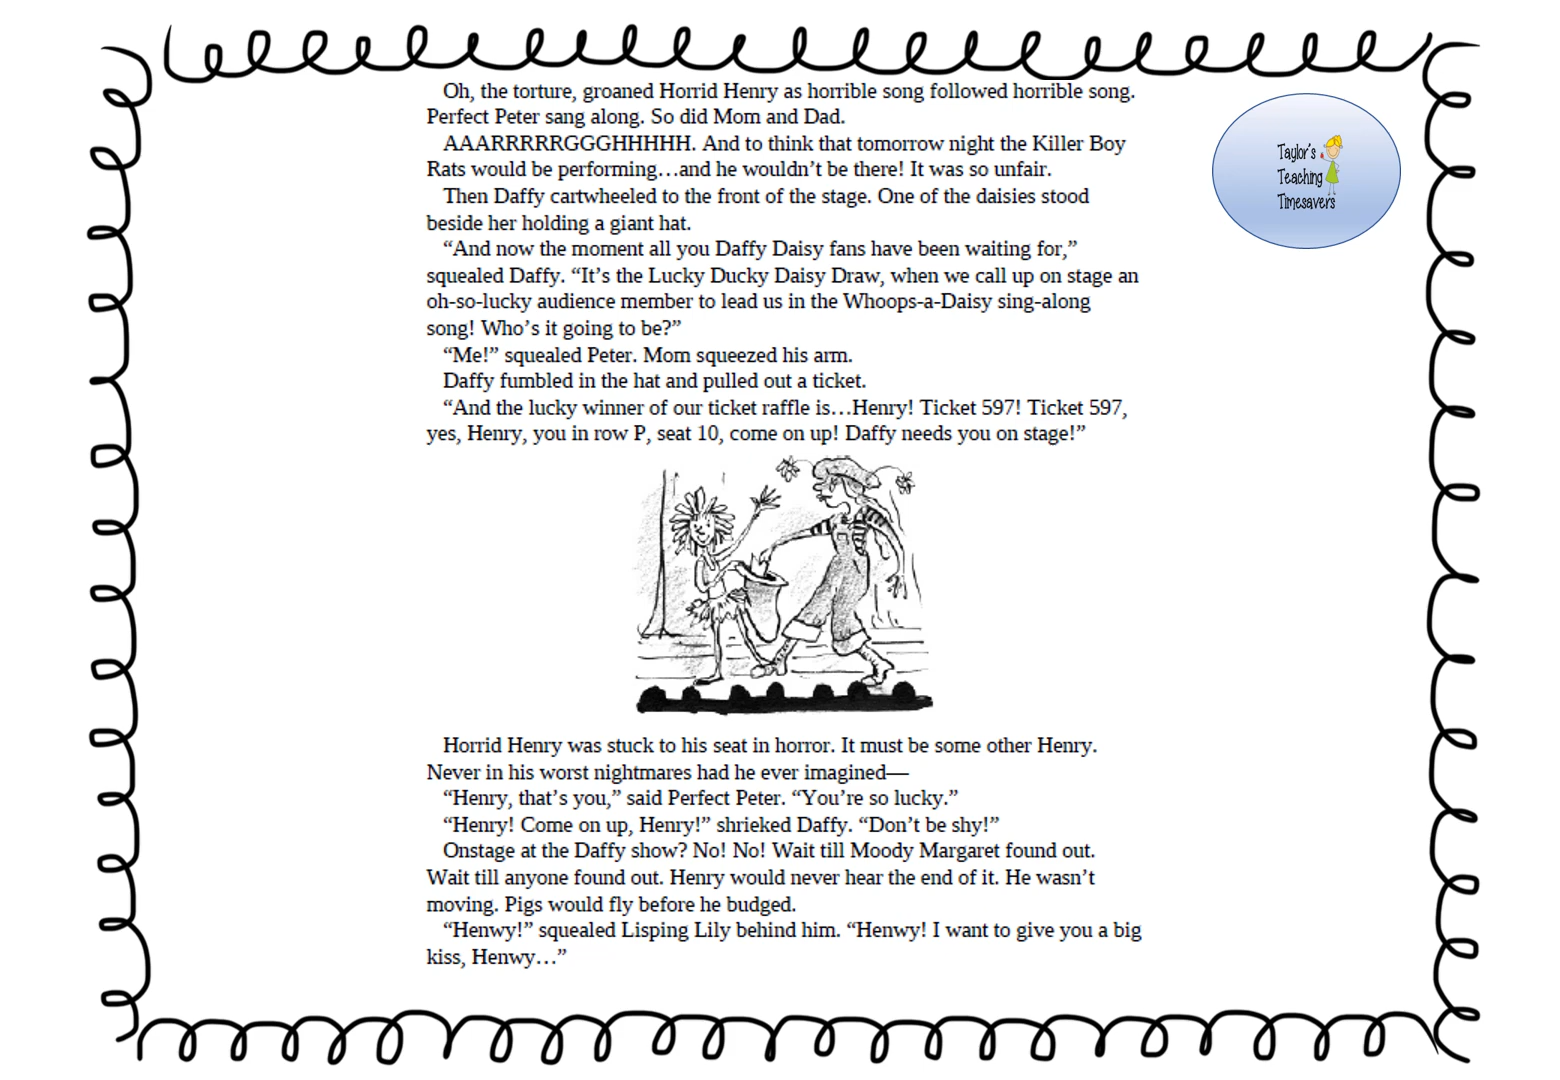 Oh, the torture, groaned Horrid Henry as horrible song followed horrible song.
Perfect Peter sang along. So did Mom and Dad.
AAARRRRRGGGHHHHH. And to think that tomorrow night the Killer Boy
Rats would be performing…and he wouldn’t be there! It was so unfair.
Then Daffy cartwheeled to the front of the stage. One of the daisies stood
beside her holding a giant hat.
“And now the moment all you Daffy Daisy fans have been waiting for,”
squealed Daffy. “It’s the Lucky Ducky Daisy Draw, when we call up on stage an
oh-so-lucky audience member to lead us in the Whoops-a-Daisy sing-along
song! Who’s it going to be?”
“Me!” squealed Peter. Mom squeezed his arm.
Daffy fumbled in the hat and pulled out a ticket.
“And the lucky winner of our ticket raffle is…Henry! Ticket 597! Ticket 597,
yes, Henry, you in row P, seat 10, come on up! Daffy needs you on stage!”
Horrid Henry was stuck to his seat in horror. It must be some other Henry.
Never in his worst nightmares had he ever imagined—
“Henry, that’s you,” said Perfect Peter. “You’re so lucky.”
“Henry! Come on up, Henry!” shrieked Daffy. “Don’t be shy!”
Onstage at the Daffy show? No! No! Wait till Moody Margaret found out.
Wait till anyone found out. Henry would never hear the end of it. He wasn’t
moving. Pigs would fly before he budged.
“Henwy!” squealed Lisping Lily behind him. “Henwy! I want to give you a big
kiss, Henwy…”
Taylor's
Teaching
Timesavers